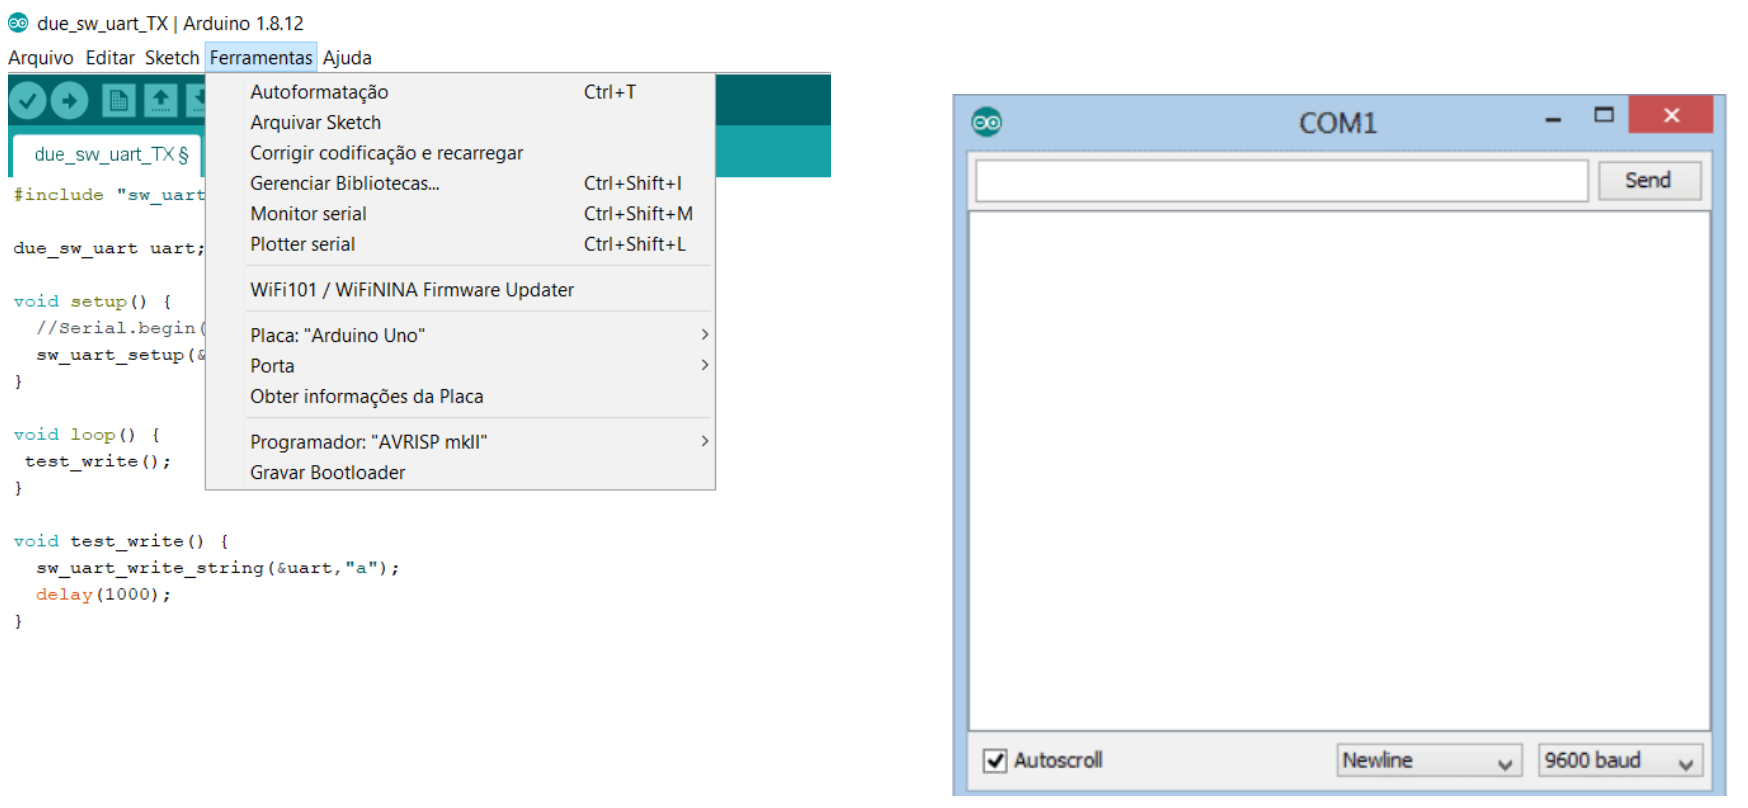 due_sw_uart_TX | Arduino 1.8.12
Arquivo Editar Sketch Ferramentas Ajuda
Autoformatação Ctrl+T
Arquivar Sketch
Corrigir codificação e recarregar
Gerenciar Bibliotecas... Ctrl+Shift+I
Monitor serial Ctrl+Shift+M
Plotter serial Ctrl+Shift+L
WiFi101 / WiFiNINA Firmware Updater
Placa: "Arduino Uno"
Porta
Obter informações da Placa
Programador: "AVRISP mkII"
Gravar Bootloader
due_sw_uart_TX §
#include "sw_uart
due_sw_uart uart;
void setup() {
//Serial.begin(
sw_uart_setup(&
}
void loop() {
test_write();
}
void test_write() {
sw_uart_write_string(&uart,"a");
delay(1000);
}
COM1
Send
Autoscroll
Newline
9600 baud